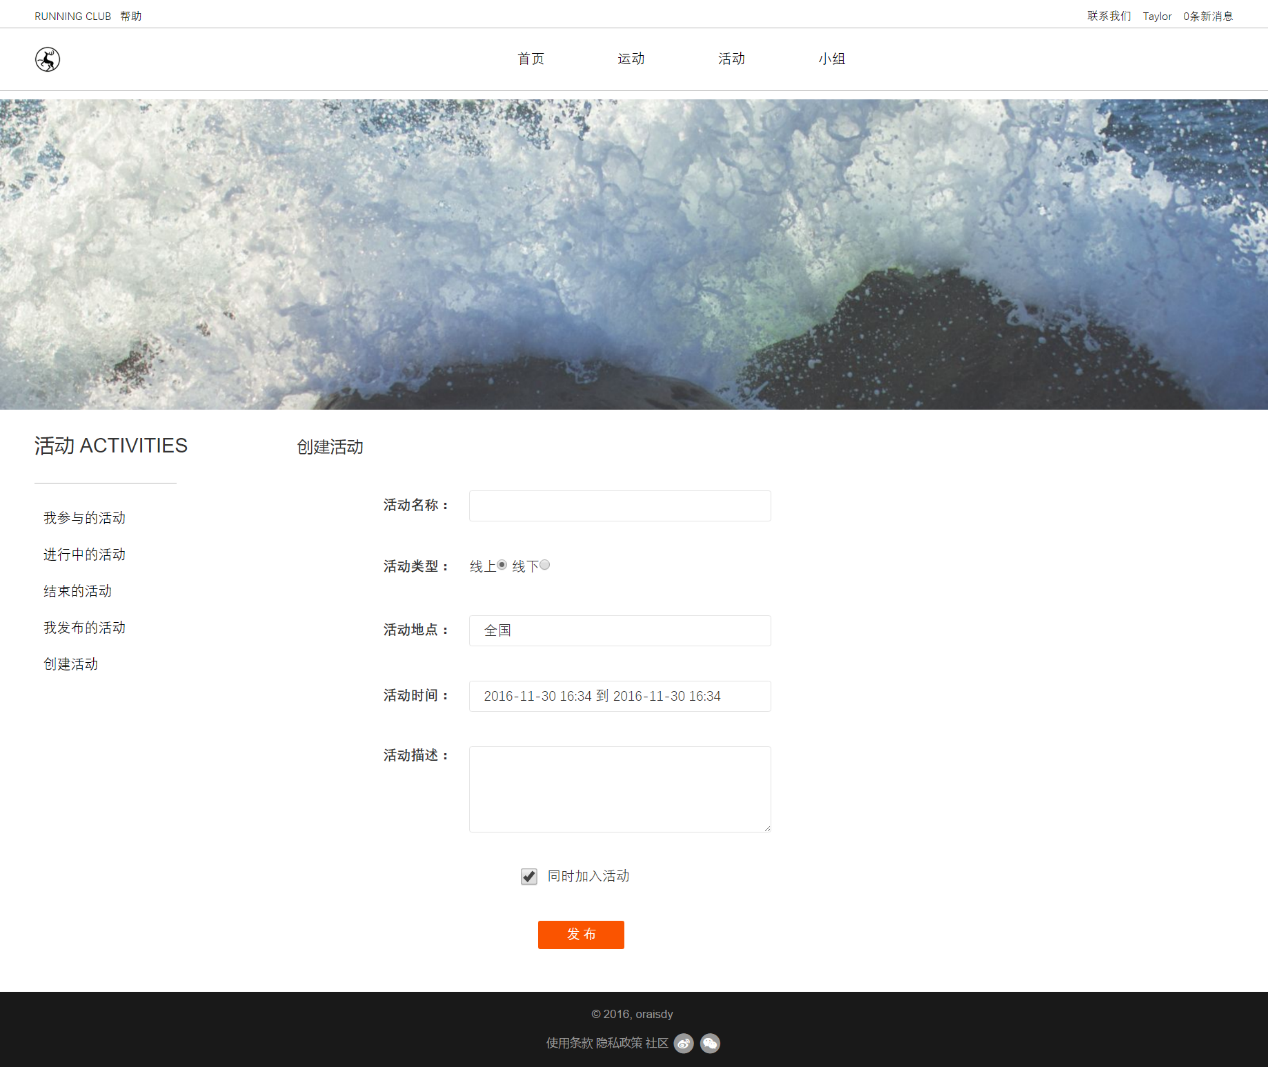 RUNNING CLUB 帮助 联系我们 Taylor 0条新消息
首页 运动 活动 小组
活动 ACTIVITIES
我参与的活动
进行中的活动
结束的活动
我发布的活动
创建活动
创建活动
活动名称：
活动类型： 线上 线下
活动地点： 全国
活动时间： 2016-11-30 16:34 到 2016-11-30 16:34
活动描述：
同时加入活动
发 布
© 2016, oraisdy
使用条款 隐私政策 社区